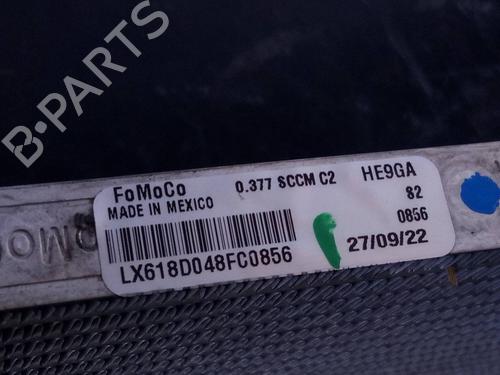 B-PARTS
FoMoCo 0.377 SCCM C2 HE9GA
MADE IN MEXICO 82
0856
LX618D048FC0856 27/09/22